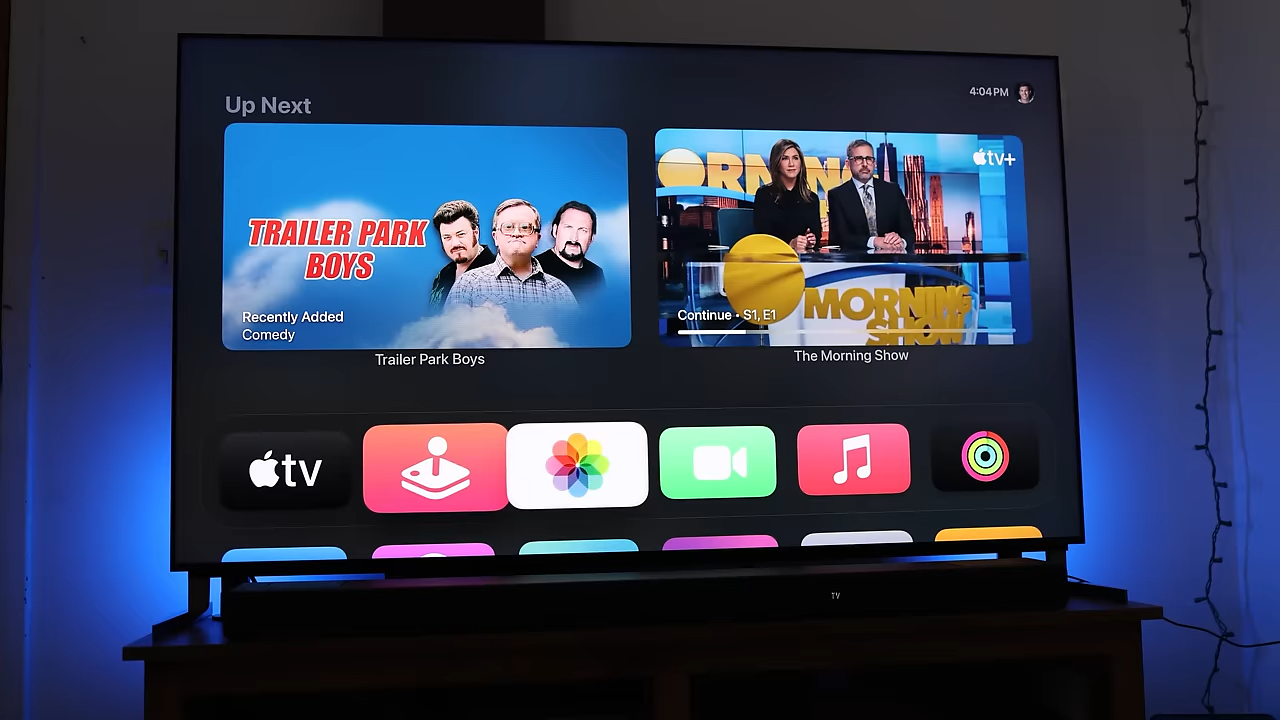 Up Next
4:04 PM
TRAILER PARK
BOYS
Recently Added
Comedy
Trailer Park Boys
ORNING
tv+
MORNING
SHOW
Continue • S1, E1
The Morning Show
tv
TV